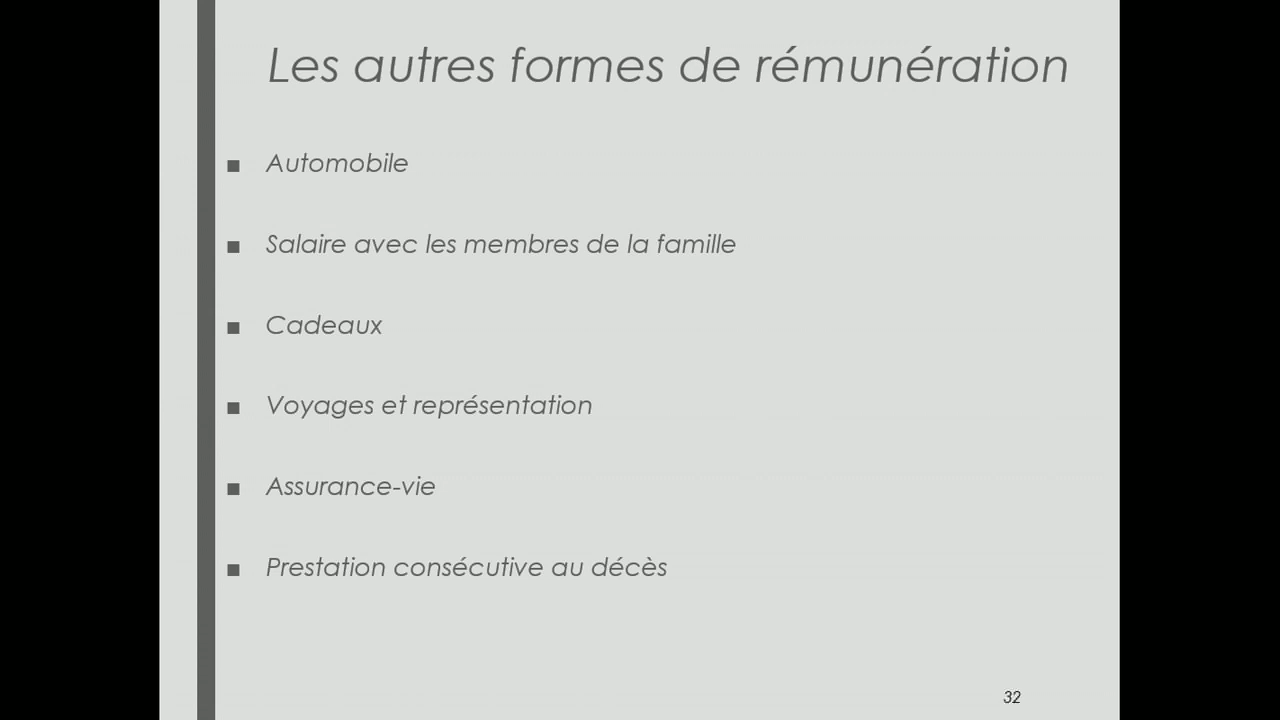 Les autres formes de rémunération
▪ Automobile
▪ Salaire avec les membres de la famille
▪ Cadeaux
▪ Voyages et représentation
▪ Assurance-vie
▪ Prestation consécutive au décès
32